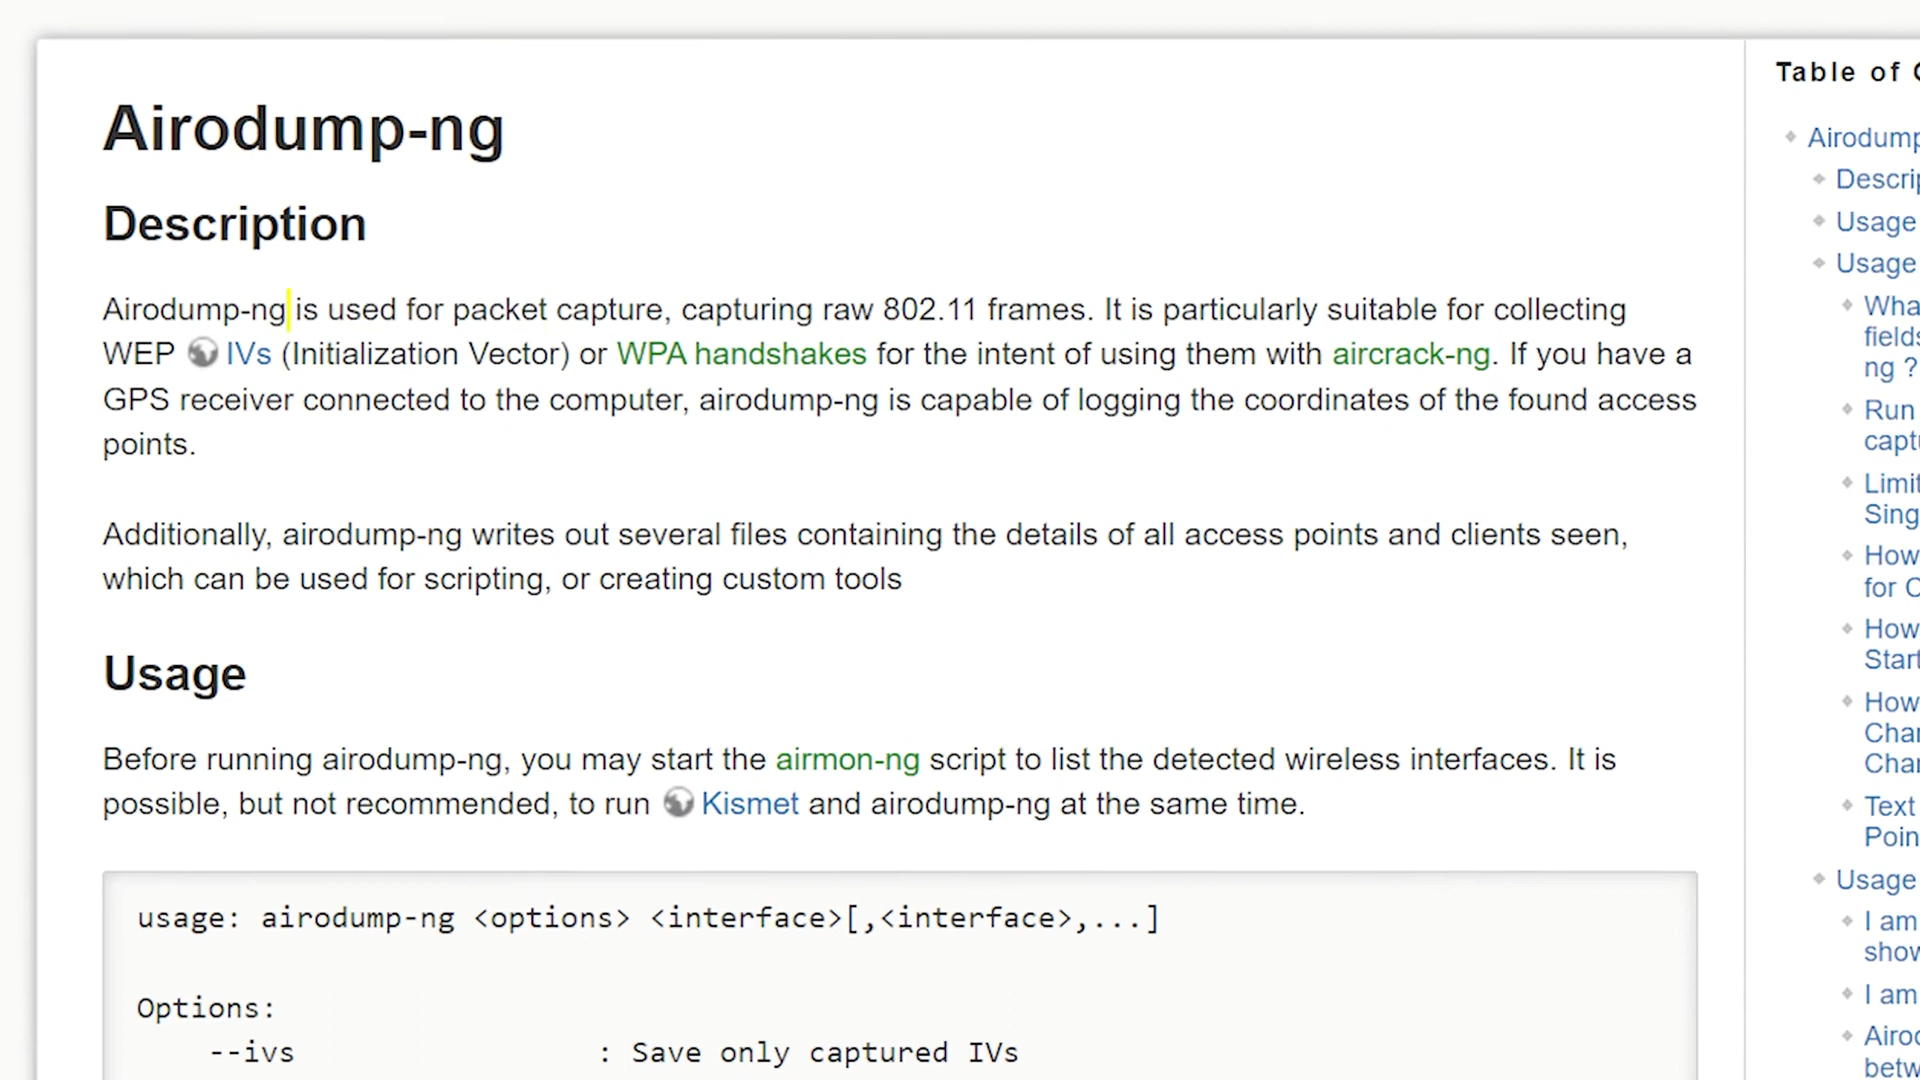 Airodump-ng
Description
Airodump-ng is used for packet capture, capturing raw 802.11 frames. It is particularly suitable for collecting
WEP IVs (Initialization Vector) or WPA handshakes for the intent of using them with aircrack-ng. If you have a
GPS receiver connected to the computer, airodump-ng is capable of logging the coordinates of the found access
points.
Additionally, airodump-ng writes out several files containing the details of all access points and clients seen,
which can be used for scripting, or creating custom tools
Usage
Before running airodump-ng, you may start the airmon-ng script to list the detected wireless interfaces. It is
possible, but not recommended, to run Kismet and airodump-ng at the same time.
usage: airodump-ng <options> <interface>[,<interface>,...]
Options:
--ivs : Save only captured IVs
Table of
Airodump
Descrip
Usage
Usage
Wha
fields
ng ?
Run
captu
Limit
Sing
How
for C
How
Start
How
Chan
Chan
Text
Poin
Usage
I am
show
I am
Airod
betw